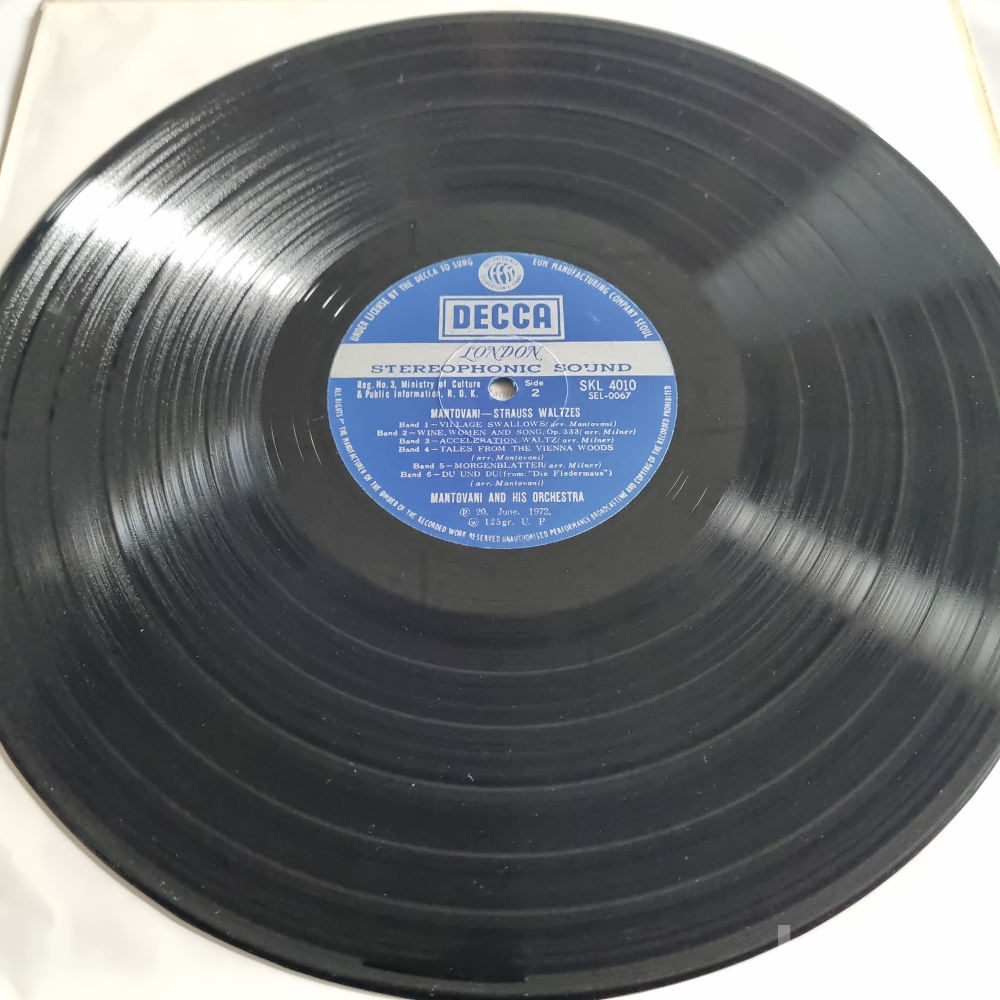 UNDER LICENSE BY THE DECCA TO SUNG EUM MANUFACTURING COMPANY SEOUL
ffss
DECCA
LONDON
STEREOPHONIC SOUND
Reg. No. 3, Ministry of Culture
& Public Information, R. O. K.
Side
2
SKL 4010
SEL-0067
MANTOVANI—STRAUSS WALTZES
Band 1—VILLAGE SWALLOWS(arr. Mantovani)
Band 2—WINE, WOMEN AND SONG, Op. 333(arr. Milner)
Band 3—ACCELERATION WALTZ(arr. Milner)
Band 4—TALES FROM THE VIENNA WOODS
(arr. Mantovani)
Band 5—MORGENBLATTER(arr. Milner)
Band 6—DU UND DU(from "Die Fledermaus")
(arr. Mantovani)
MANTOVANI AND HIS ORCHESTRA
Ⓟ 20. June. 1972.
Ⓦ 125gr. U. P
ALL RIGHTS OF THE MANUFACTURER AND OF THE OWNER OF THE RECORDED WORK RESERVED UNAUTHORISED PERFORMANCE BROADCASTING AND COPYING OF THE RECORD PROHIBITED